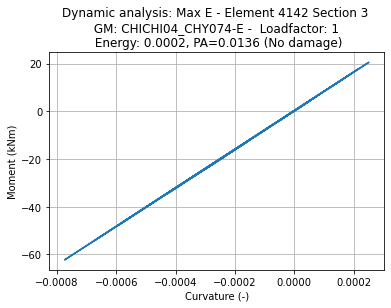 Dynamic analysis: Max E - Element 4142 Section 3
GM: CHICHI04_CHY074-E -  Loadfactor: 1
Energy: 0.0002, PA=0.0136 (No damage)
20
0
−20
−40
−60
Moment (kNm)
−0.0008 −0.0006 −0.0004 −0.0002 0.0000 0.0002
Curvature (-)